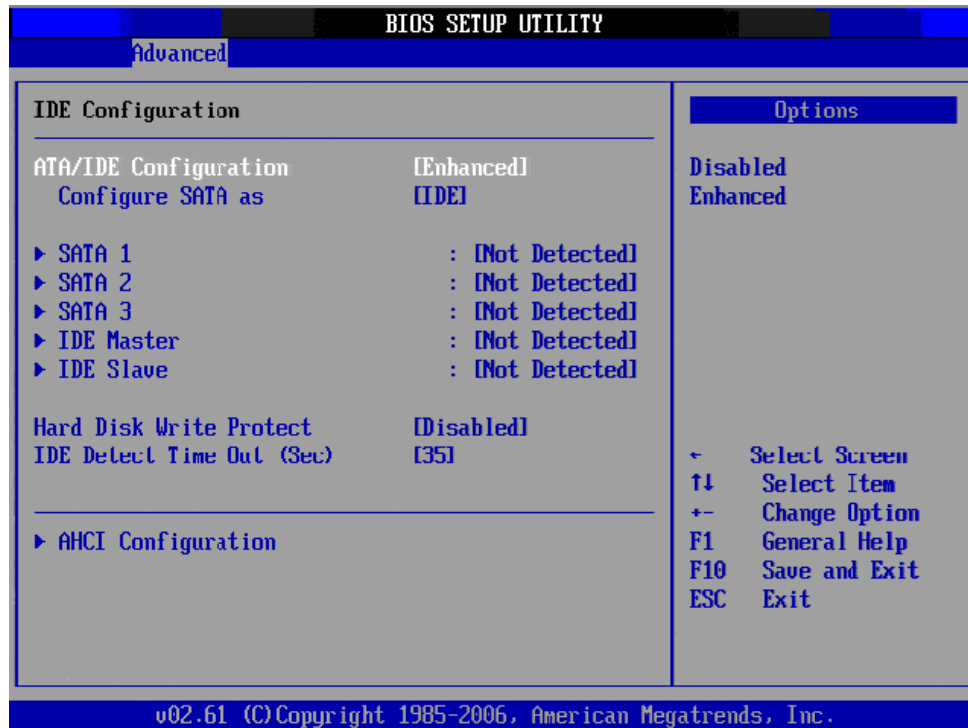 BIOS SETUP UTILITY
Advanced
IDE Configuration
ATA/IDE Configuration [Enhanced]
Configure SATA as [IDE]
▶ SATA 1 : [Not Detected]
▶ SATA 2 : [Not Detected]
▶ SATA 3 : [Not Detected]
▶ IDE Master : [Not Detected]
▶ IDE Slave : [Not Detected]
Hard Disk Write Protect [Disabled]
IDE Detect Time Out (Sec) [35]
▶ AHCI Configuration
Options
Disabled
Enhanced
← Select Screen
↑↓ Select Item
+- Change Option
F1 General Help
F10 Save and Exit
ESC Exit
v02.61 (C)Copyright 1985-2006, American Megatrends, Inc.